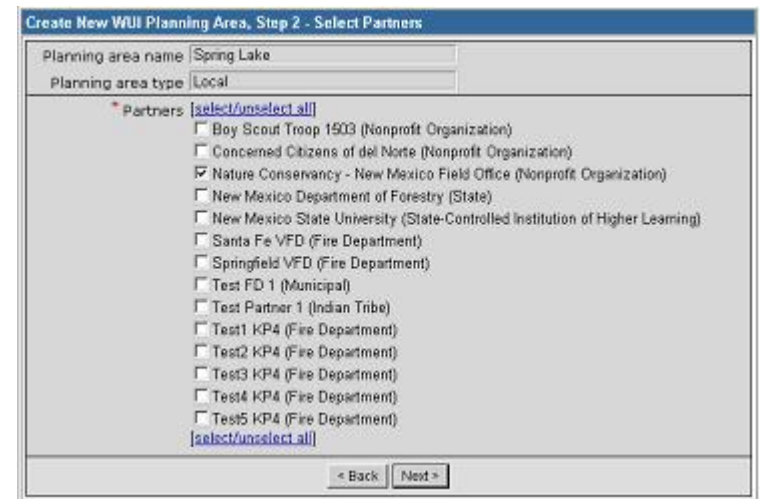 Create New WUI Planning Area, Step 2 - Select Partners
Planning area name Spring Lake
Planning area type Local
* Partners [select/unselect all]
Boy Scout Troop 1503 (Nonprofit Organization)
Concerned Citizens of del Norte (Nonprofit Organization)
Nature Conservancy - New Mexico Field Office (Nonprofit Organization)
New Mexico Department of Forestry (State)
New Mexico State University (State-Controlled Institution of Higher Learning)
Santa Fe VFD (Fire Department)
Springfield VFD (Fire Department)
Test FD 1 (Municipal)
Test Partner 1 (Indian Tribe)
Test1 KP4 (Fire Department)
Test2 KP4 (Fire Department)
Test3 KP4 (Fire Department)
Test4 KP4 (Fire Department)
Test5 KP4 (Fire Department)
[select/unselect all]
< Back Next >